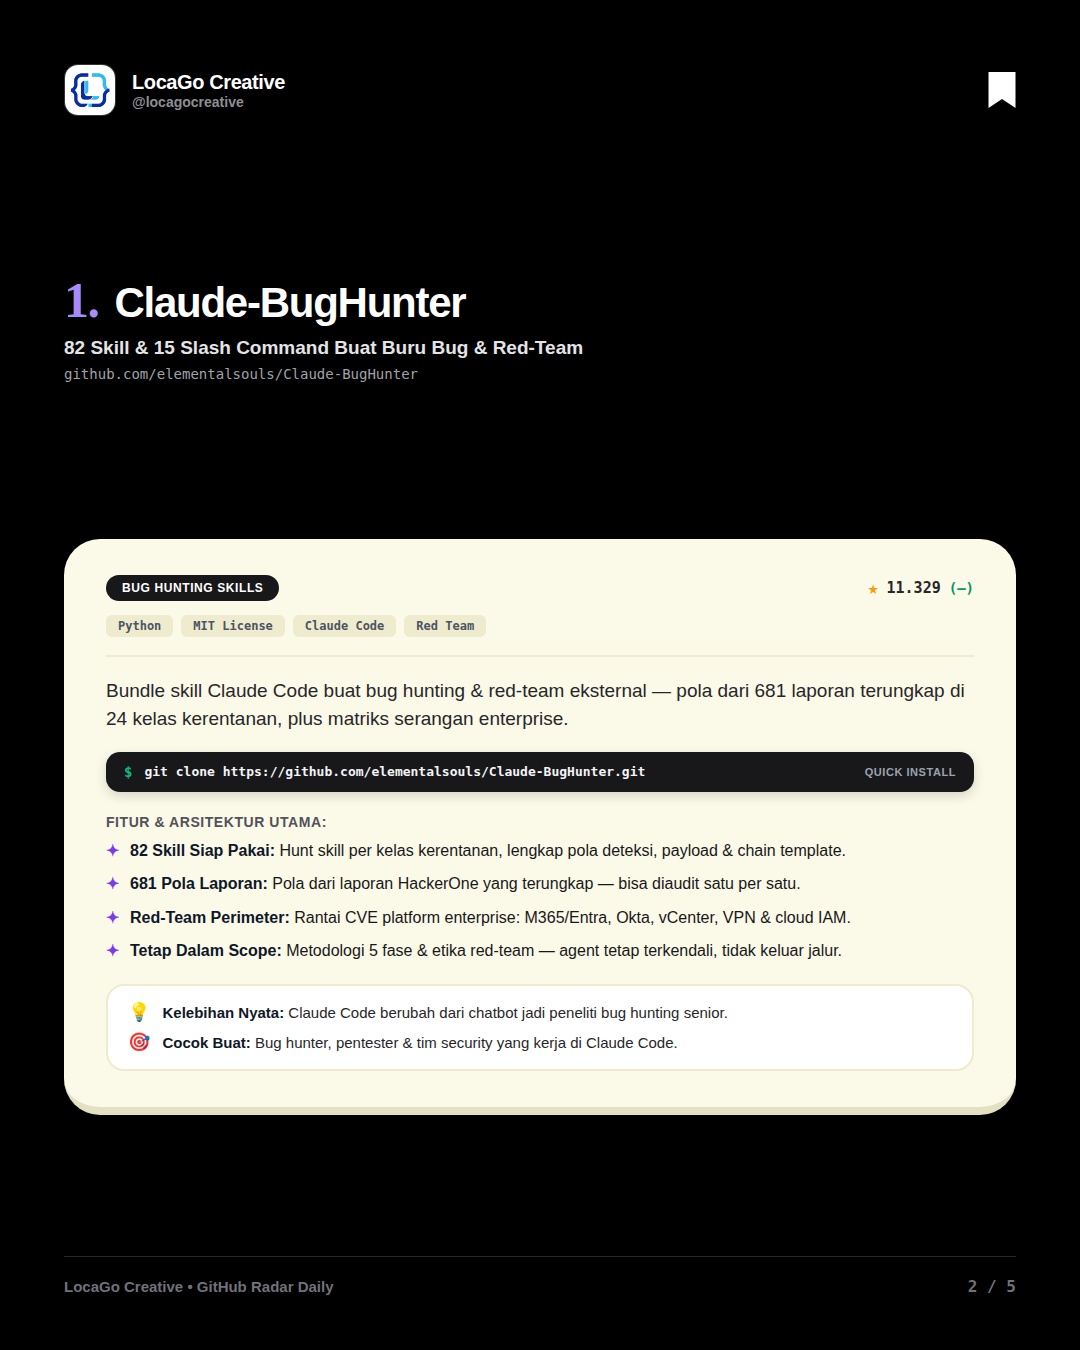 LocaGo Creative
@locagocreative
1. Claude-BugHunter
82 Skill & 15 Slash Command Buat Buru Bug & Red-Team
github.com/elementalsouls/Claude-BugHunter
BUG HUNTING SKILLS
★ 11.329 (—)
Python MIT License Claude Code Red Team
Bundle skill Claude Code buat bug hunting & red-team eksternal — pola dari 681 laporan terungkap di
24 kelas kerentanan, plus matriks serangan enterprise.
$ git clone https://github.com/elementalsouls/Claude-BugHunter.git QUICK INSTALL
FITUR & ARSITEKTUR UTAMA:
✦ 82 Skill Siap Pakai: Hunt skill per kelas kerentanan, lengkap pola deteksi, payload & chain template.
✦ 681 Pola Laporan: Pola dari laporan HackerOne yang terungkap — bisa diaudit satu per satu.
✦ Red-Team Perimeter: Rantai CVE platform enterprise: M365/Entra, Okta, vCenter, VPN & cloud IAM.
✦ Tetap Dalam Scope: Metodologi 5 fase & etika red-team — agent tetap terkendali, tidak keluar jalur.
💡 Kelebihan Nyata: Claude Code berubah dari chatbot jadi peneliti bug hunting senior.
🎯 Cocok Buat: Bug hunter, pentester & tim security yang kerja di Claude Code.
LocaGo Creative • GitHub Radar Daily
2 / 5